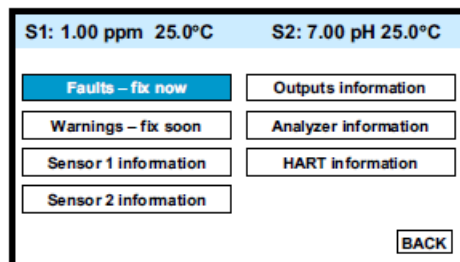 S1: 1.00 ppm 25.0°C S2: 7.00 pH 25.0°C
Faults – fix now
Outputs information
Warnings – fix soon
Analyzer information
Sensor 1 information
HART information
Sensor 2 information
BACK